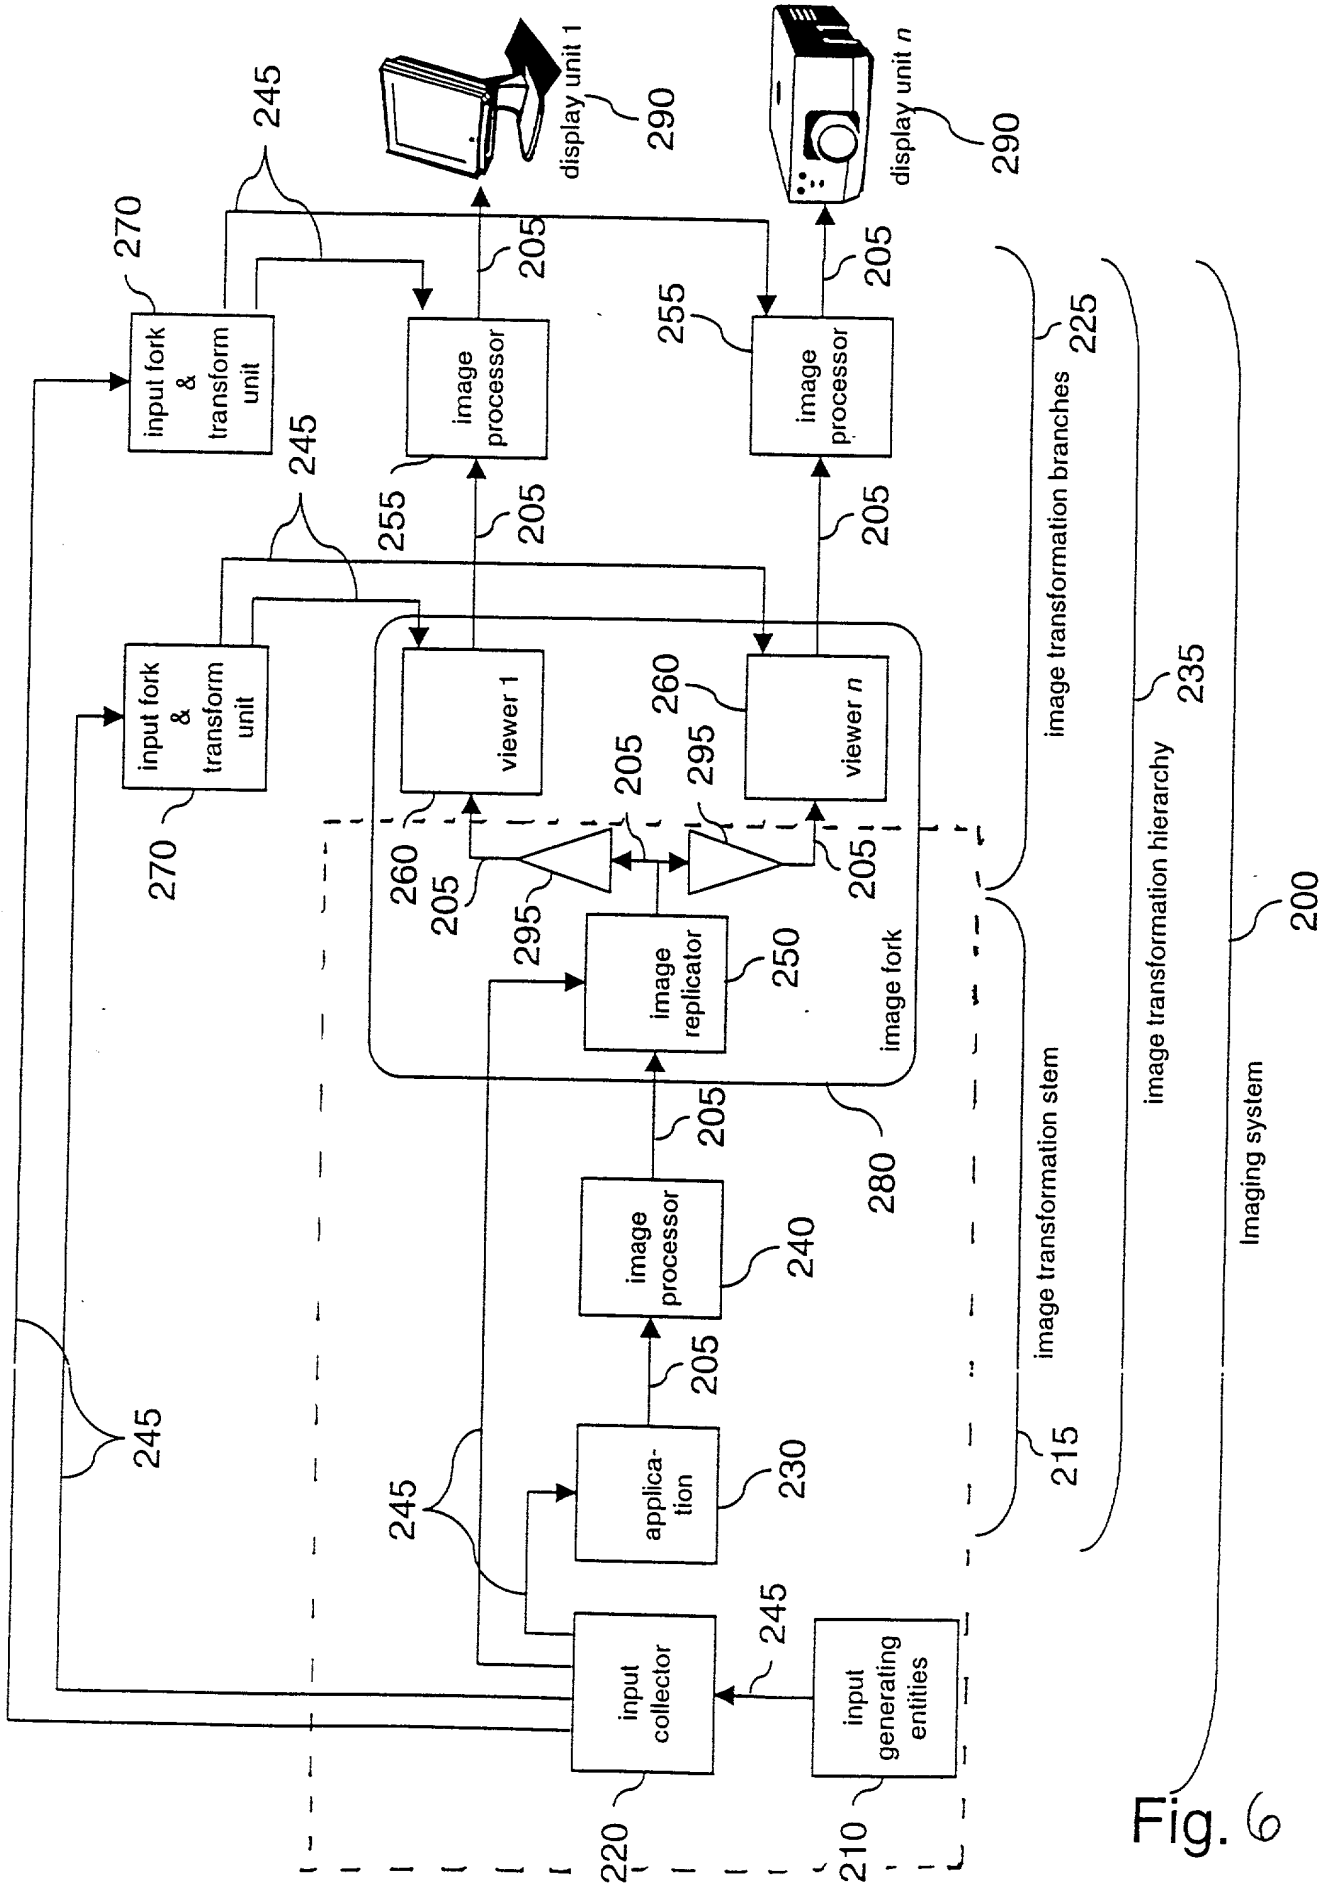 245
270
input fork
&
transform
unit
display unit 1
290
205
image
processor
255
205
245
input fork
&
transform
unit
270
viewer 1
260
205
295
205
295
205
image
replicator
250
image fork
280
viewer n
260
205
255
image
processor
205
display unit n
290
205
image
processor
240
205
applica-
tion
230
245
245
input
collector
220
245
input
generating
entities
210
image transformation branches
225
image transformation stem
215
image transformation hierarchy
235
Imaging system
200
Fig. 6